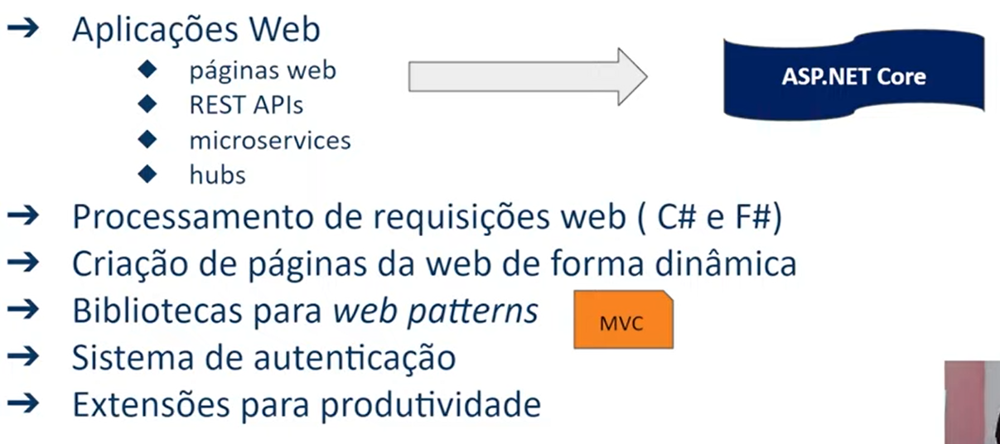 Aplicações Web
páginas web
REST APIs
microservices
hubs
ASP.NET Core
Processamento de requisições web ( C# e F#)
Criação de páginas da web de forma dinâmica
Bibliotecas para web patterns
MVC
Sistema de autenticação
Extensões para produtividade